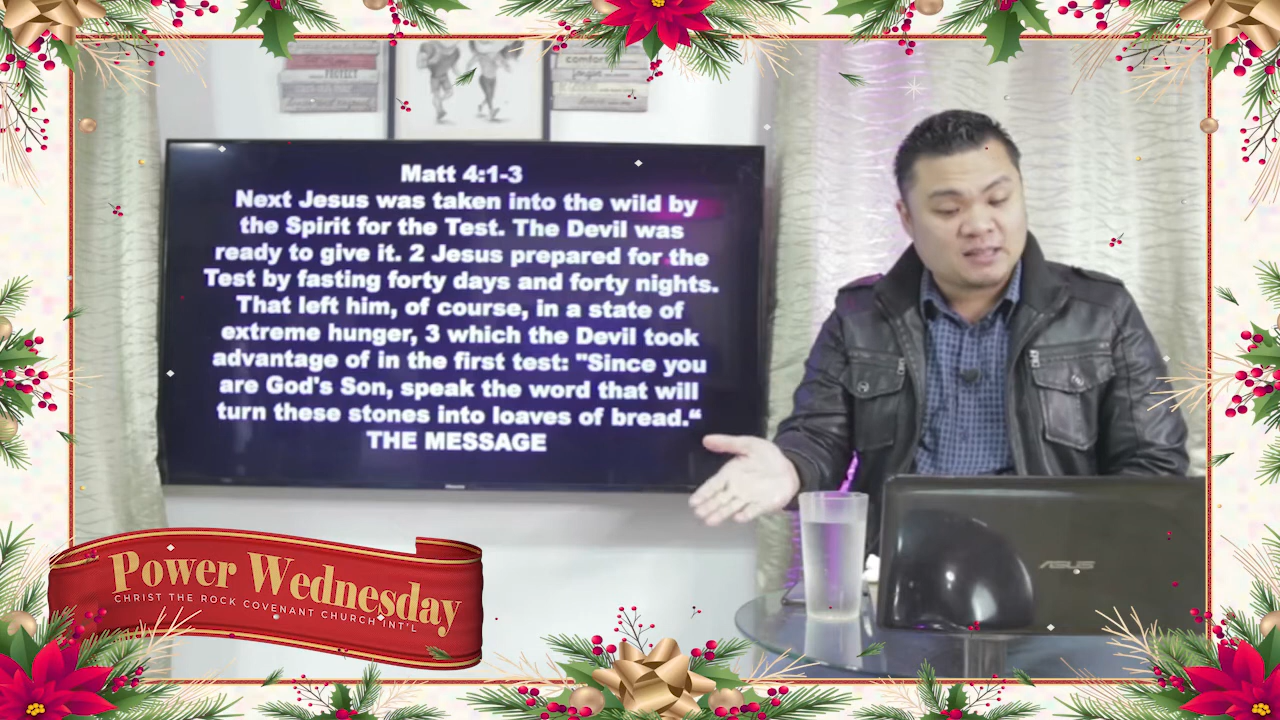 PERFECT
comfort
Matt 4:1-3
Next Jesus was taken into the wild by
the Spirit for the Test. The Devil was
ready to give it. 2 Jesus prepared for the
Test by fasting forty days and forty nights.
That left him, of course, in a state of
extreme hunger, 3 which the Devil took
advantage of in the first test: "Since you
are God's Son, speak the word that will
turn these stones into loaves of bread.“
THE MESSAGE
ASUS
Power Wednesday
CHRIST THE ROCK COVENANT CHURCH INT'L